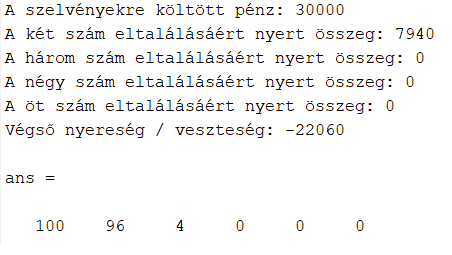 A szelvényekre költött pénz: 30000
A két szám eltalálásáért nyert összeg: 7940
A három szám eltalálásáért nyert összeg: 0
A négy szám eltalálásáért nyert összeg: 0
A öt szám eltalálásáért nyert összeg: 0
Végső nyereség / veszteség: -22060
ans =
100 96 4 0 0 0